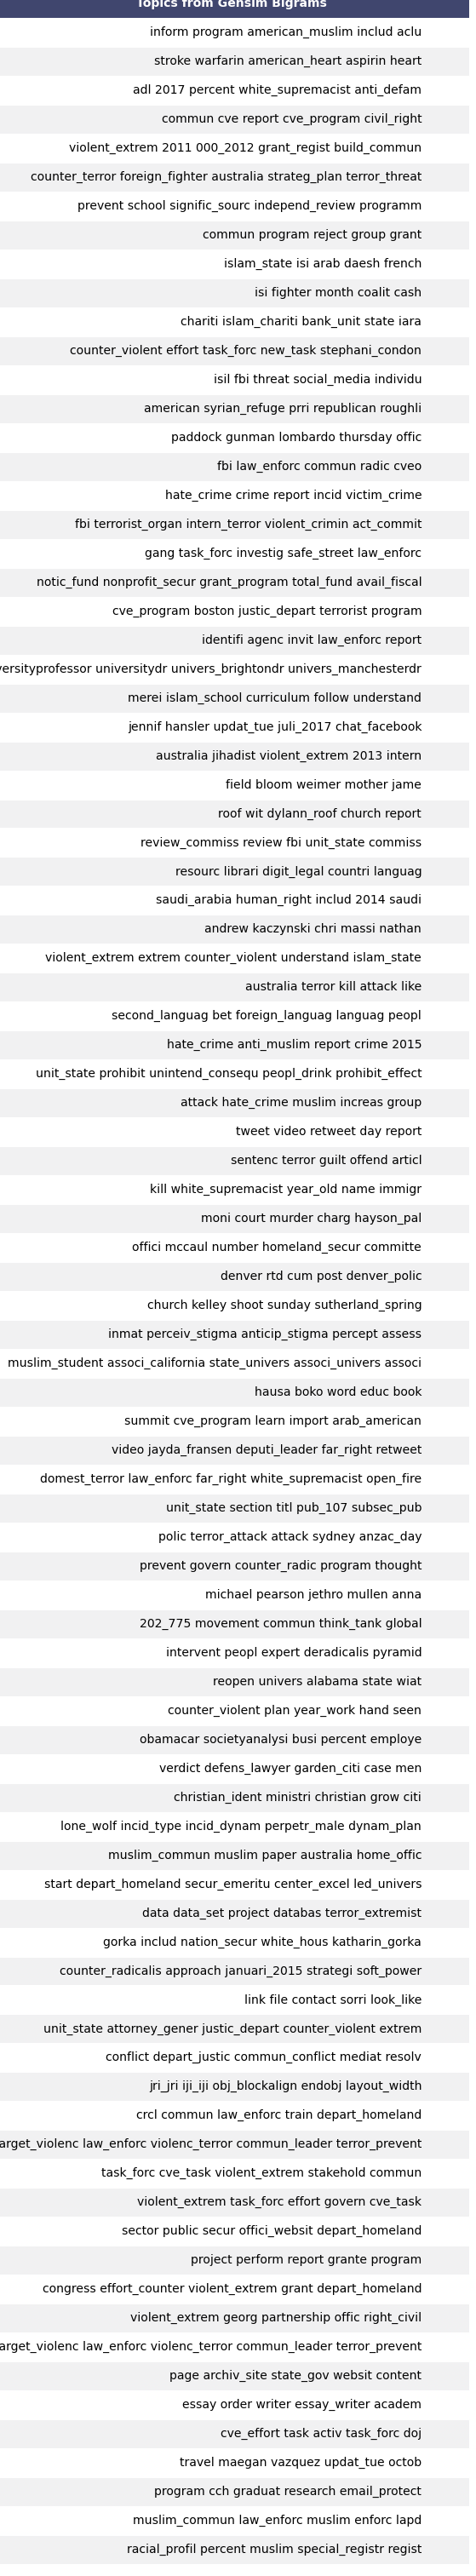 Topics from Gensim Bigrams
inform program american_muslim includ aclu
stroke warfarin american_heart aspirin heart
adl 2017 percent white_supremacist anti_defam
commun cve report cve_program civil_right
violent_extrem 2011 000_2012 grant_regist build_commun
counter_terror foreign_fighter australia strateg_plan terror_threat
prevent school signific_sourc independ_review programm
commun program reject group grant
islam_state isi arab daesh french
isi fighter month coalit cash
chariti islam_chariti bank_unit state iara
counter_violent effort task_forc new_task stephani_condon
isil fbi threat social_media individu
american syrian_refuge prri republican roughli
paddock gunman lombardo thursday offic
fbi law_enforc commun radic cveo
hate_crime crime report incid victim_crime
fbi terrorist_organ intern_terror violent_crimin act_commit
gang task_forc investig safe_street law_enforc
notic_fund nonprofit_secur grant_program total_fund avail_fiscal
cve_program boston justic_depart terrorist program
identifi agenc invit law_enforc report
versityprofessor universitydr univers_brightondr univers_manchesterdr
merei islam_school curriculum follow understand
jennif hansler updat_tue juli_2017 chat_facebook
australia jihadist violent_extrem 2013 intern
field bloom weimer mother jame
roof wit dylann_roof church report
review_commiss review fbi unit_state commiss
resourc librari digit_legal countri languag
saudi_arabia human_right includ 2014 saudi
andrew kaczynski chri massi nathan
violent_extrem extrem counter_violent understand islam_state
australia terror kill attack like
second_languag bet foreign_languag languag peopl
hate_crime anti_muslim report crime 2015
unit_state prohibit unintend_consequ peopl_drink prohibit_effect
attack hate_crime muslim increas group
tweet video retweet day report
sentenc terror guilt offend articl
kill white_supremacist year_old name immigr
moni court murder charg hayson_pal
offici mccaul number homeland_secur committe
denver rtd cum post denver_polic
church kelley shoot sunday sutherland_spring
inmat perceiv_stigma anticip_stigma percept assess
muslim_student associ_california state_univers associ_univers associ
hausa boko word educ book
summit cve_program learn import arab_american
video jayda_fransen deputi_leader far_right retweet
domest_terror law_enforc far_right white_supremacist open_fire
unit_state section titl pub_107 subsec_pub
polic terror_attack attack sydney anzac_day
prevent govern counter_radic program thought
michael pearson jethro mullen anna
202_775 movement commun think_tank global
intervent peopl expert deradicalis pyramid
reopen univers alabama state wiat
counter_violent plan year_work hand seen
obamacar societyanalysi busi percent employe
verdict defens_lawyer garden_citi case men
christian_ident ministri christian grow citi
lone_wolf incid_type incid_dynam perpetr_male dynam_plan
muslim_commun muslim paper australia home_offic
start depart_homeland secur_emeritu center_excel led_univers
data data_set project databas terror_extremist
gorka includ nation_secur white_hous katharin_gorka
counter_radicalis approach januari_2015 strategi soft_power
link file contact sorri look_like
unit_state attorney_gener justic_depart counter_violent extrem
conflict depart_justic commun_conflict mediat resolv
jri_jri iji_iji obj_blockalign endobj layout_width
crcl commun law_enforc train depart_homeland
arget_violenc law_enforc violenc_terror commun_leader terror_prevent
task_forc cve_task violent_extrem stakehold commun
violent_extrem task_forc effort govern cve_task
sector public secur offici_websit depart_homeland
project perform report grante program
congress effort_counter violent_extrem grant depart_homeland
violent_extrem georg partnership offic right_civil
arget_violenc law_enforc violenc_terror commun_leader terror_prevent
page archiv_site state_gov websit content
essay order writer essay_writer academ
cve_effort task activ task_forc doj
travel maegan vazquez updat_tue octob
program cch graduat research email_protect
muslim_commun law_enforc muslim enforc lapd
racial_profil percent muslim special_registr regist